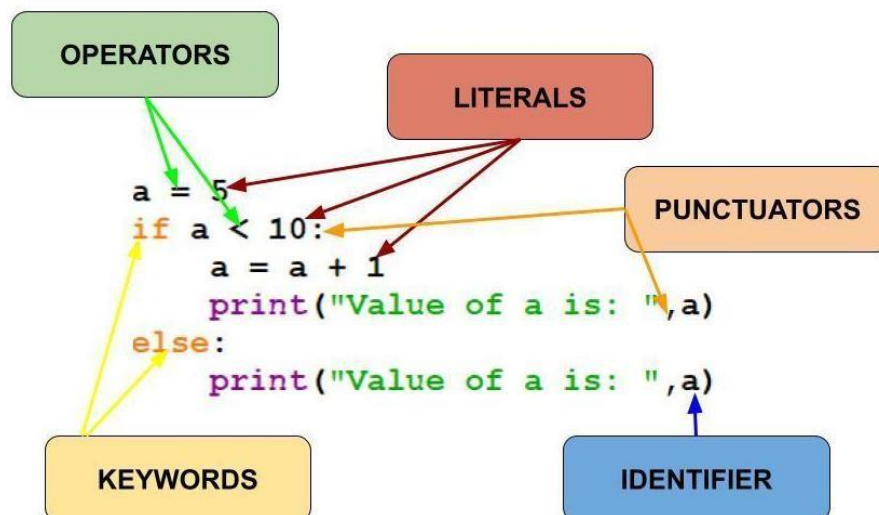 OPERATORS
LITERALS
a = 5
PUNCTUATORS
if a < 10:
a = a + 1
print("Value of a is: ",a)
else:
print("Value of a is: ",a)
KEYWORDS
IDENTIFIER